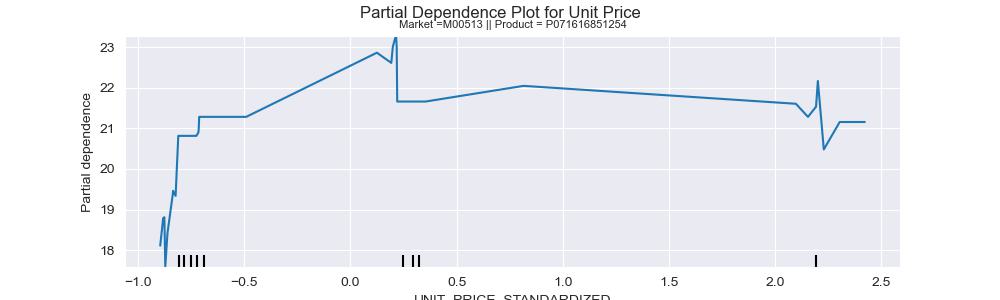 Partial Dependence Plot for Unit Price
Market =M00513 || Product = P071616851254
23
22
21
20
19
18
Partial dependence
−1.0 −0.5 0.0 0.5 1.0 1.5 2.0 2.5
UNIT_PRICE_STANDARDIZED